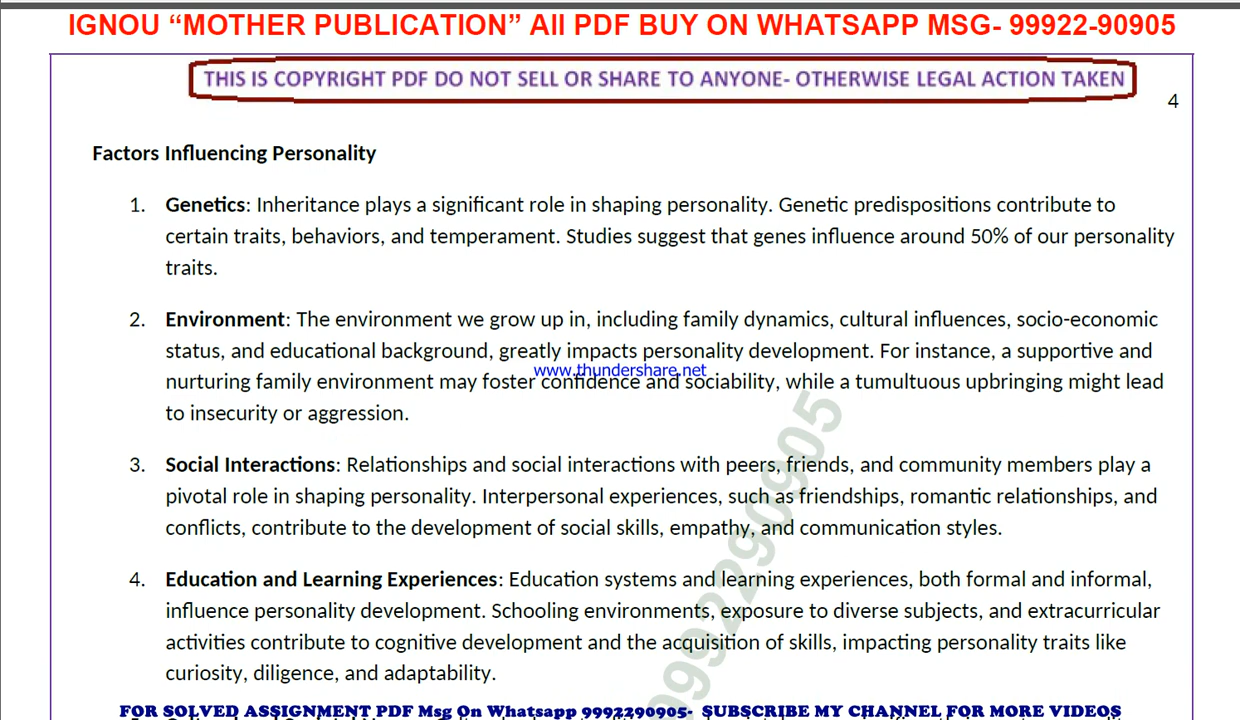 IGNOU “MOTHER PUBLICATION” All PDF BUY ON WHATSAPP MSG- 99922-90905
THIS IS COPYRIGHT PDF DO NOT SELL OR SHARE TO ANYONE- OTHERWISE LEGAL ACTION TAKEN
4
Factors Influencing Personality
1. Genetics: Inheritance plays a significant role in shaping personality. Genetic predispositions contribute to
certain traits, behaviors, and temperament. Studies suggest that genes influence around 50% of our personality
traits.
2. Environment: The environment we grow up in, including family dynamics, cultural influences, socio-economic
status, and educational background, greatly impacts personality development. For instance, a supportive and
www.thundershare.net
nurturing family environment may foster confidence and sociability, while a tumultuous upbringing might lead
to insecurity or aggression.
3. Social Interactions: Relationships and social interactions with peers, friends, and community members play a
pivotal role in shaping personality. Interpersonal experiences, such as friendships, romantic relationships, and
conflicts, contribute to the development of social skills, empathy, and communication styles.
4. Education and Learning Experiences: Education systems and learning experiences, both formal and informal,
influence personality development. Schooling environments, exposure to diverse subjects, and extracurricular
activities contribute to cognitive development and the acquisition of skills, impacting personality traits like
curiosity, diligence, and adaptability.
9992290905
FOR SOLVED ASSIGNMENT PDF Msg On Whatsapp 9992290905- SUBSCRIBE MY CHANNEL FOR MORE VIDEOS